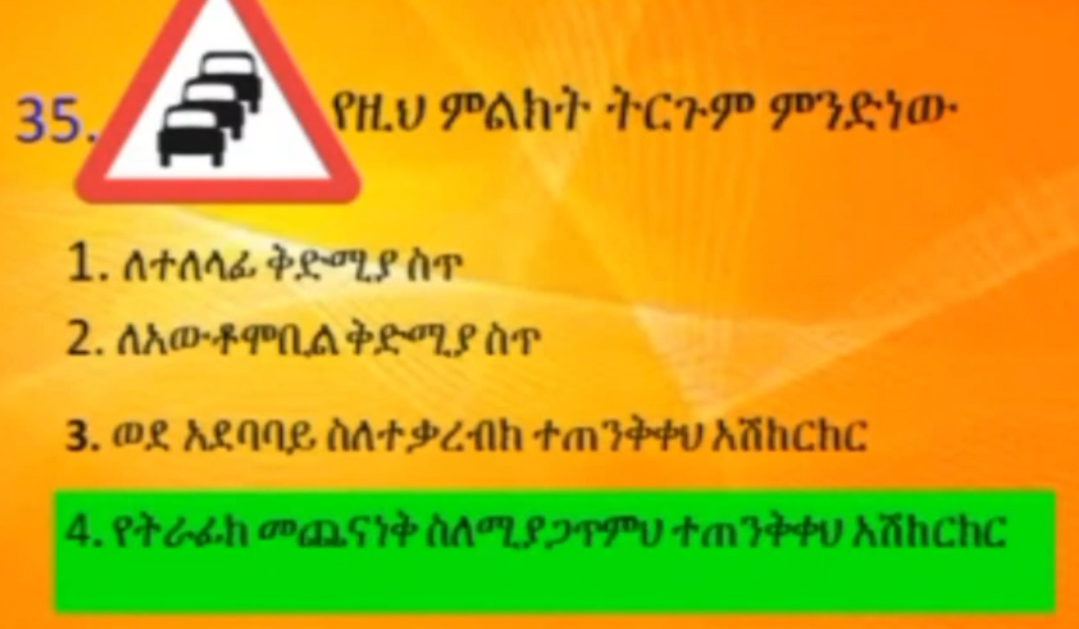 35. የዚህ ምልክት ትርጉም ምንድነው
1. ለተለላፊ ቅድሚያ ስጥ
2. ለአውቶሞቢል ቅድሚያ ስጥ
3. ወደ አደባባይ ስለተቃረብክ ተጠንቅቀህ አሽከርክር
4. የትራፊክ መጨናነቅ ስለሚያጋጥምህ ተጠንቅቀህ አሽከርክር